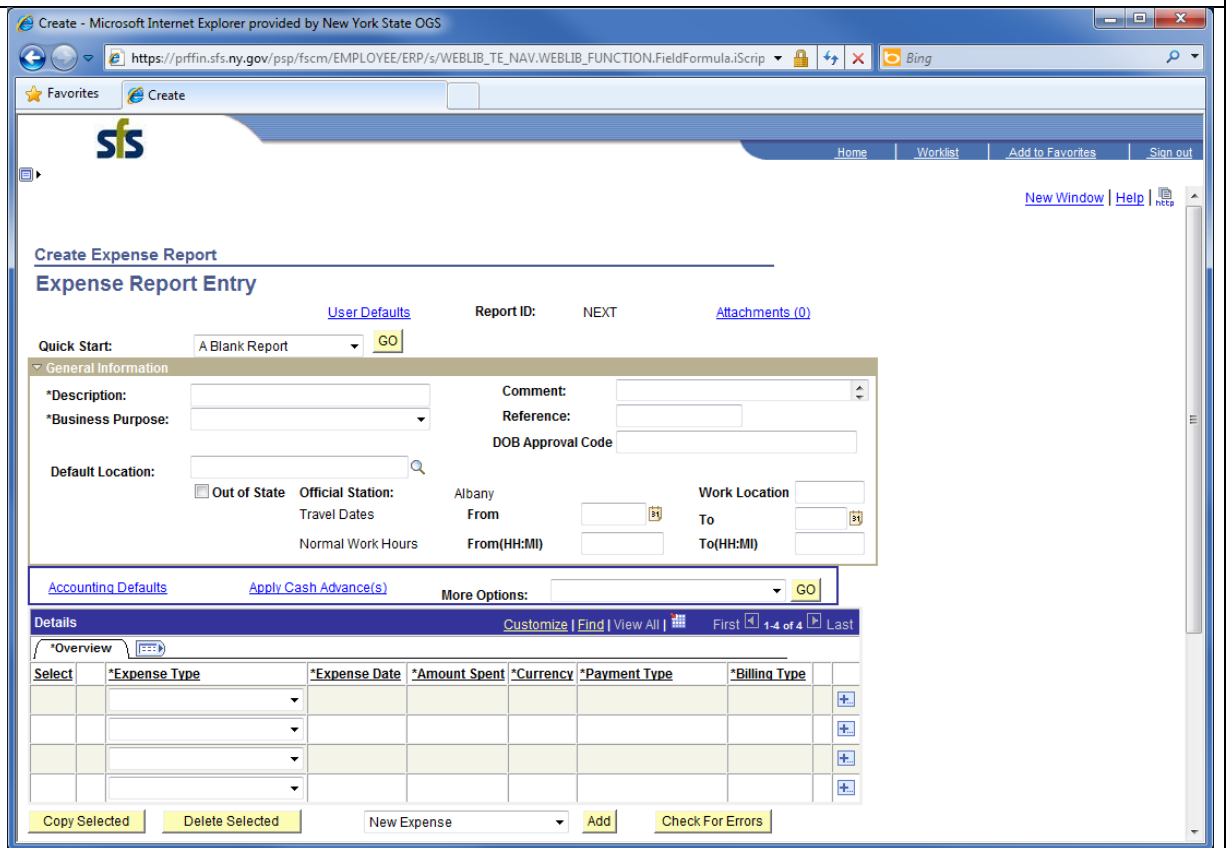 Create - Microsoft Internet Explorer provided by New York State OGS
https://prffin.sfs.ny.gov/psp/fscm/EMPLOYEE/ERP/s/WEBLIB_TE_NAV.WEBLIB_FUNCTION.FieldFormula.iScrip
Bing
Favorites Create
sfs
Home Worklist Add to Favorites Sign out
New Window | Help | http
Create Expense Report
Expense Report Entry
User Defaults Report ID: NEXT Attachments (0)
Quick Start: A Blank Report GO
General Information
*Description: Comment:
*Business Purpose: Reference:
DOB Approval Code
Default Location:
Out of State Official Station: Albany Work Location
Travel Dates From 31 To 31
Normal Work Hours From(HH:MI) To(HH:MI)
Accounting Defaults Apply Cash Advance(s) More Options: GO
Details Customize | Find | View All | First 1-4 of 4 Last
*Overview
Select *Expense Type *Expense Date *Amount Spent *Currency *Payment Type *Billing Type
Copy Selected Delete Selected New Expense Add Check For Errors